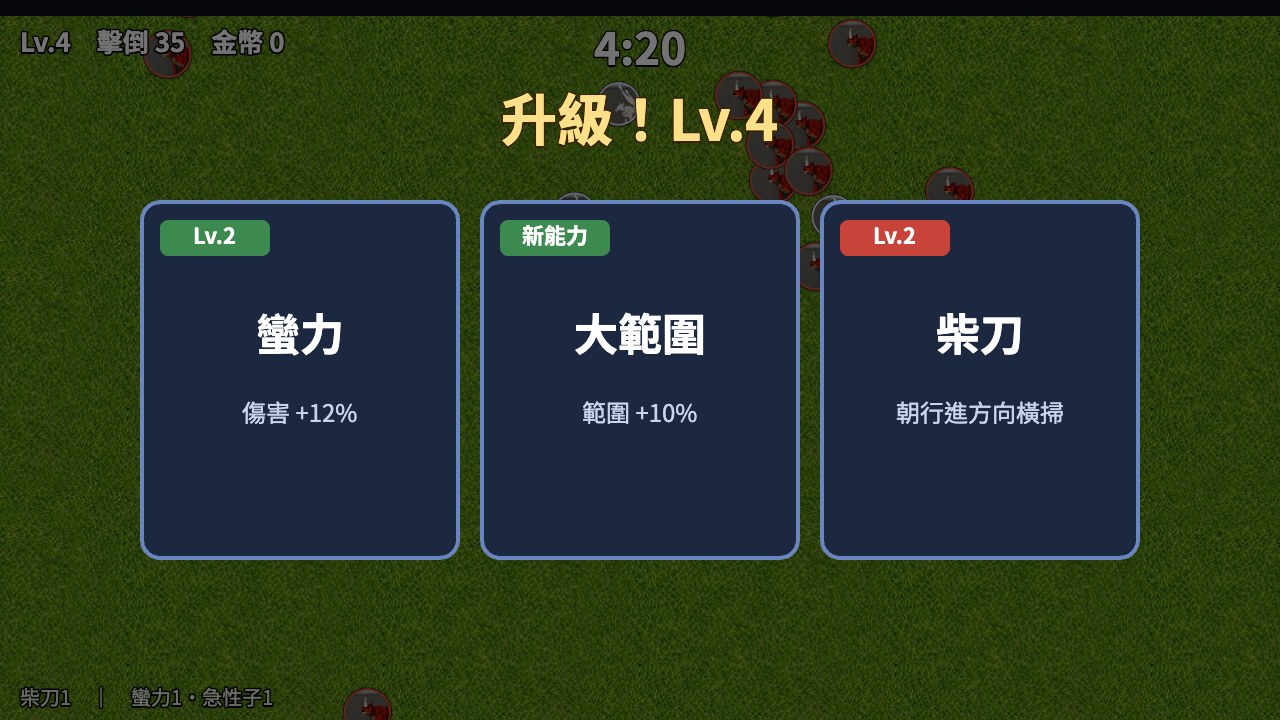 Lv.4 擊倒 35 金幣 0
4:20
升級！Lv.4
Lv.2
蠻力
傷害 +12%
新能力
大範圍
範圍 +10%
Lv.2
柴刀
朝行進方向橫掃
柴刀1 ｜ 蠻力1・急性子1